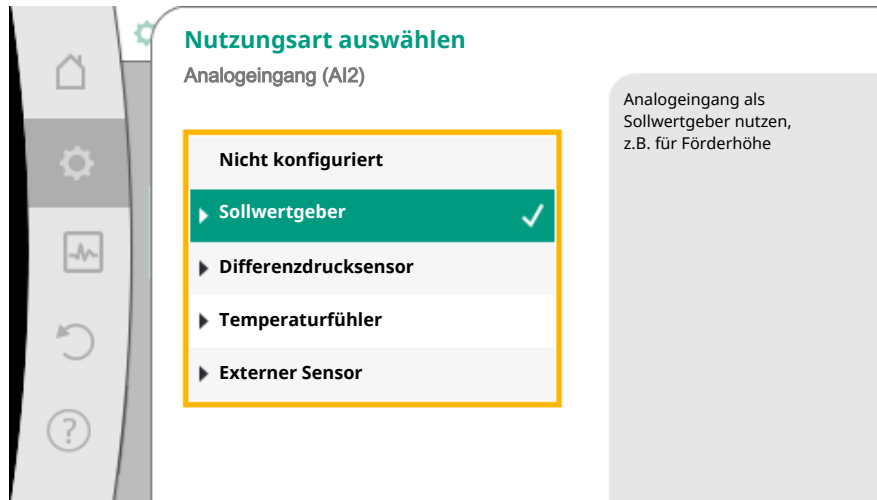 Nutzungsart auswählen
Analogeingang (AI2)
Nicht konfiguriert
Sollwertgeber
Differenzdrucksensor
Temperaturfühler
Externer Sensor
Analogeingang als
Sollwertgeber nutzen,
z.B. für Förderhöhe
?